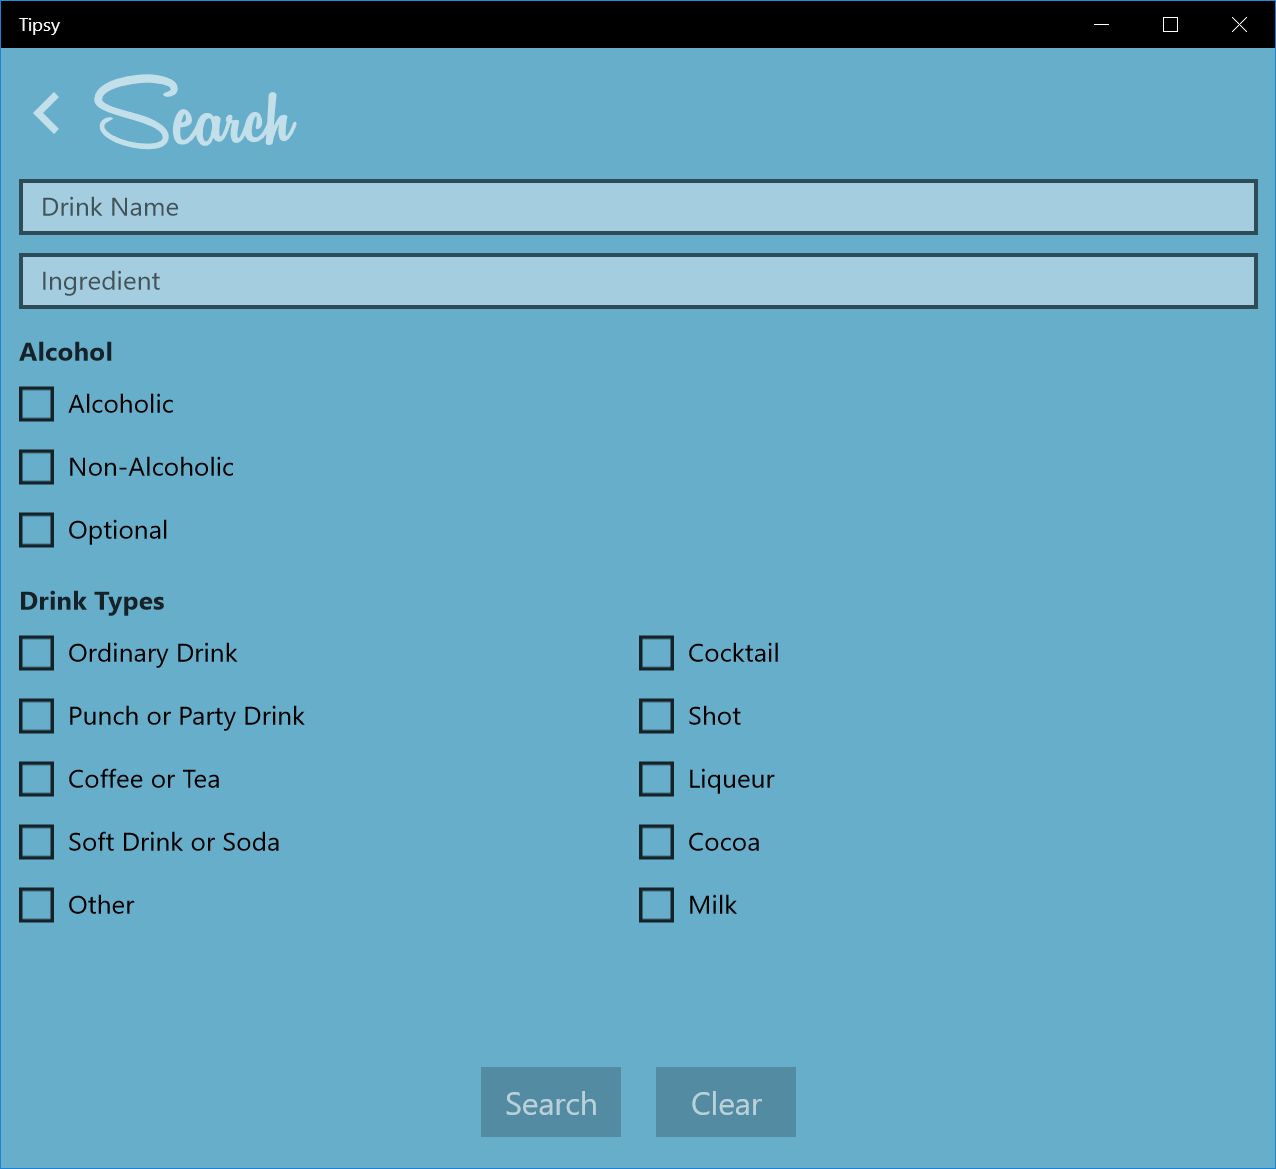 Tipsy
Search
Drink Name
Ingredient
Alcohol
Alcoholic
Non-Alcoholic
Optional
Drink Types
Ordinary Drink
Cocktail
Punch or Party Drink
Shot
Coffee or Tea
Liqueur
Soft Drink or Soda
Cocoa
Other
Milk
Search
Clear